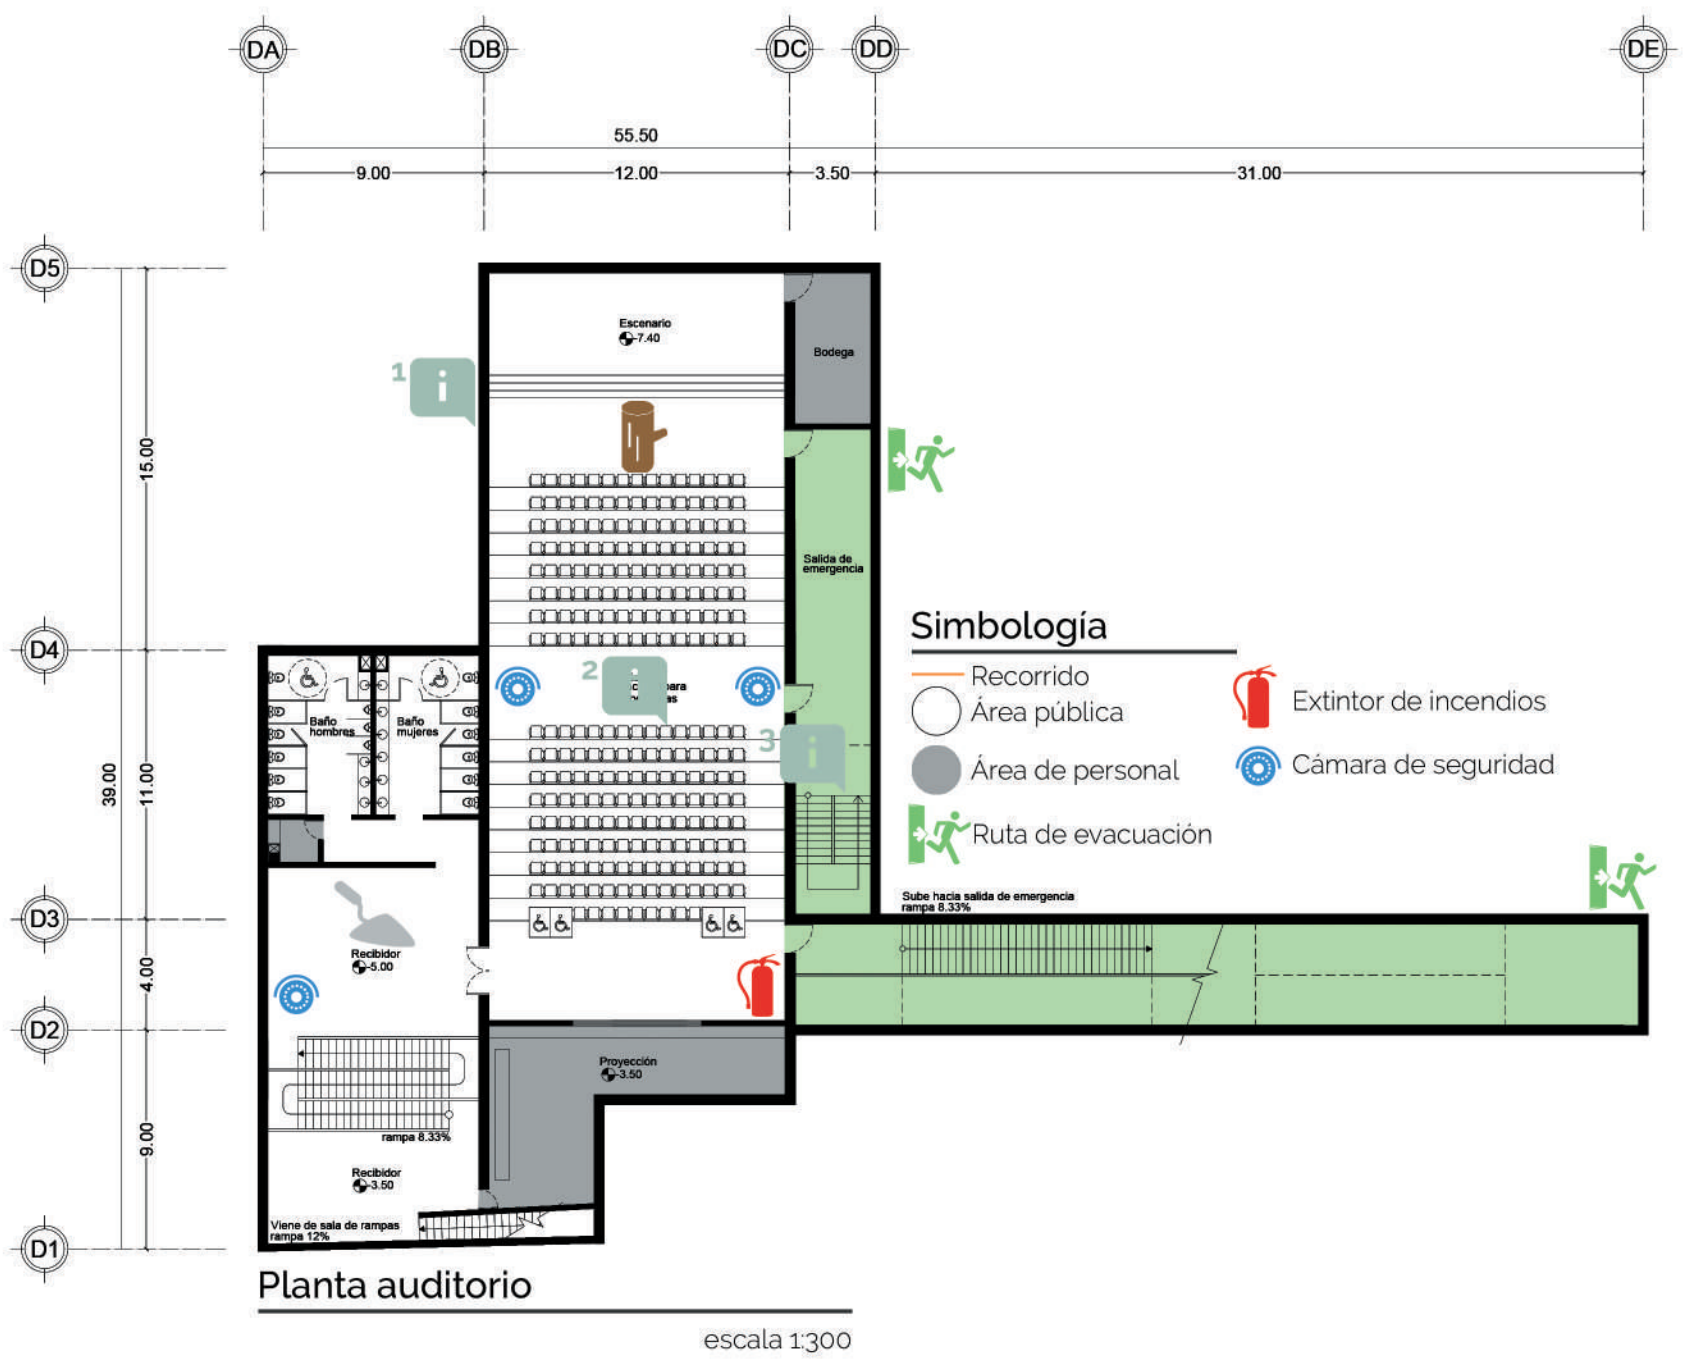 DA DB DC DD DE
55.50
9.00 12.00 3.50 31.00
D5
D4
D3
D2
D1
39.00
15.00
11.00
4.00
9.00
Escenario
-7.40
Bodega
1 i
Salida de
emergencia
2 i
para
3 i
Baño
hombres
Baño
mujeres
Recibidor
-5.00
Sube hacia salida de emergencia
rampa 8.33%
Proyección
-3.50
rampa 8.33%
Recibidor
-3.50
Viene de sala de rampas
rampa 12%
Simbología
Recorrido
Área pública
Área de personal
Ruta de evacuación
Extintor de incendios
Cámara de seguridad
Planta auditorio
escala 1:300